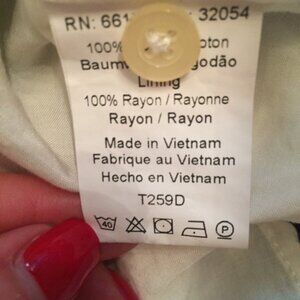 RN: 661 32054
100%
Lining
100% Rayon / Rayonne
Rayon / Rayon
Made in Vietnam
Fabriqué au Vietnam
Hecho en Vietnam
T259D
40 P